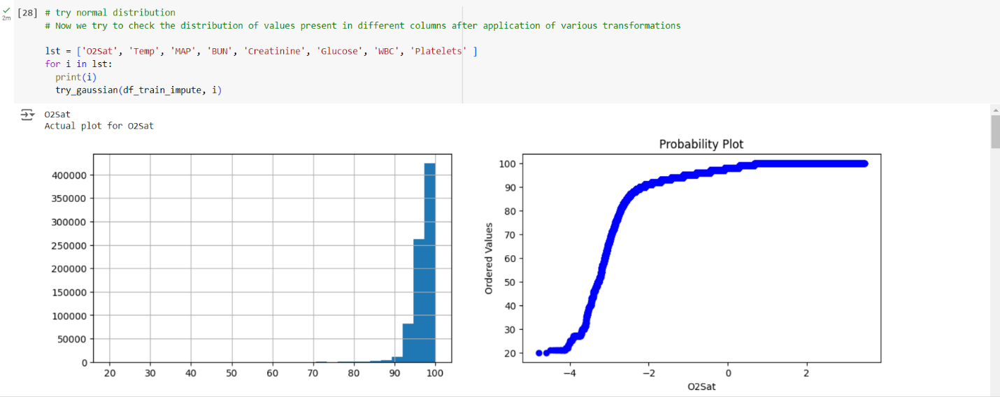 [28] # try normal distribution
2m
# Now we try to check the distribution of values present in different columns after application of various transformations
lst = ['O2Sat', 'Temp', 'MAP', 'BUN', 'Creatinine', 'Glucose', 'WBC', 'Platelets' ]
for i in lst:
print(i)
try_gaussian(df_train_impute, i)
O2Sat
Actual plot for O2Sat
400000
350000
300000
250000
200000
150000
100000
50000
0
20 30 40 50 60 70 80 90 100
Probability Plot
Ordered Values
100
90
80
70
60
50
40
30
20
−4 −2 0 2
O2Sat